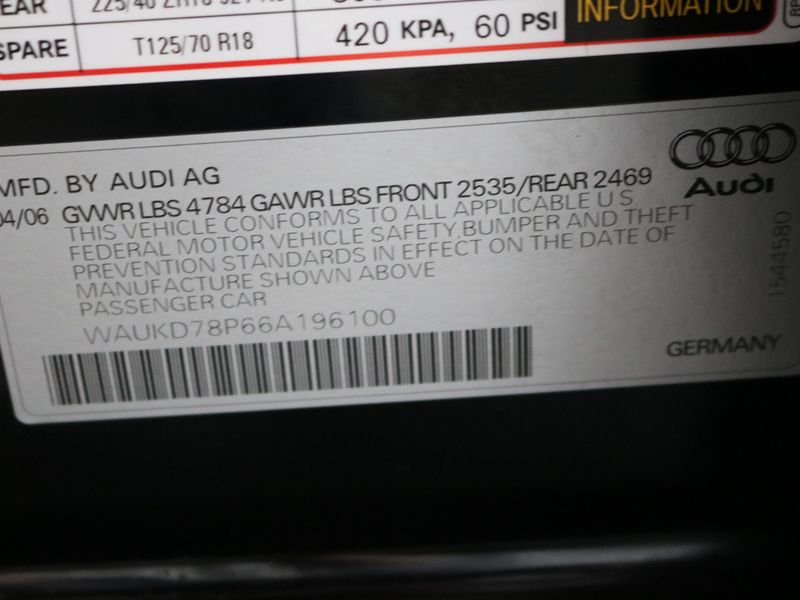 EAR
SPARE T125/70 R18 420 KPA, 60 PSI INFORMATION
MFD. BY AUDI AG
04/06 GVWR LBS 4784 GAWR LBS FRONT 2535/REAR 2469
THIS VEHICLE CONFORMS TO ALL APPLICABLE U S
FEDERAL MOTOR VEHICLE SAFETY,BUMPER AND THEFT
PREVENTION STANDARDS IN EFFECT ON THE DATE OF
MANUFACTURE SHOWN ABOVE
PASSENGER CAR
WAUKD78P66A196100
Audi
1544580
GERMANY